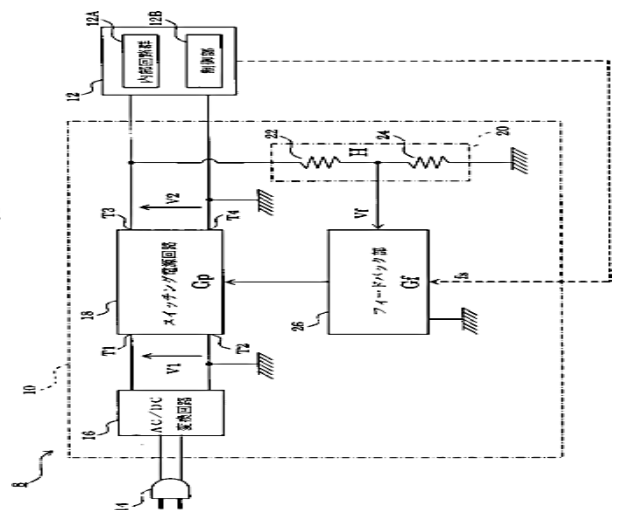 8
14
10
16
AC/DC
変換回路
V1
T1
T2
18
スイッチング電源回路
Gp
26
フィードバック部
Gf
fs
T3
T4
V2
Vf
22
24
H
20
12
12A
内部回路群
12B
制御部